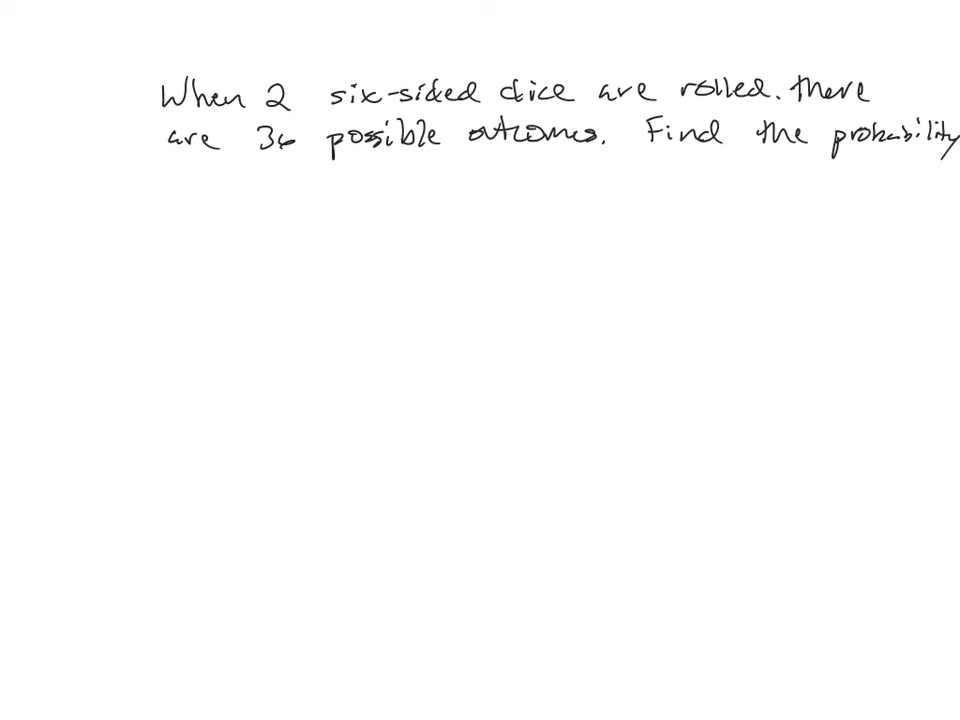 When 2 six-sided dice are rolled. there
are 36 possible outcomes. Find the probability